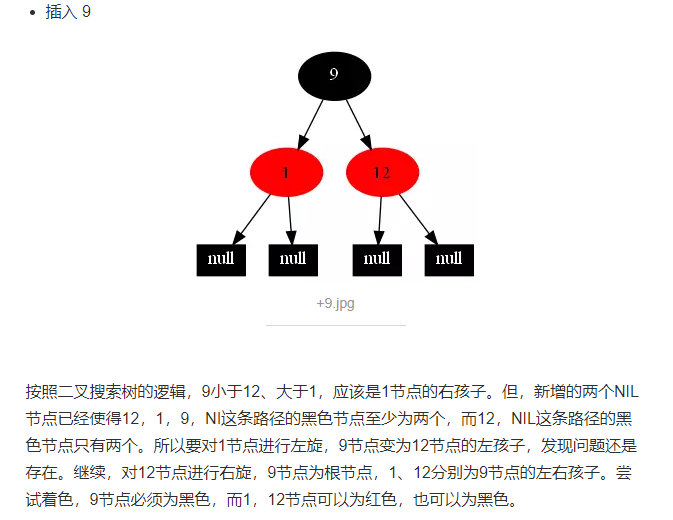 插入 9
9
1 12
null null null null
+9.jpg
按照二叉搜索树的逻辑，9小于12、大于1，应该是1节点的右孩子。但，新增的两个NIL
节点已经使得12，1，9，NI这条路径的黑色节点至少为两个，而12，NIL这条路径的黑
色节点只有两个。所以要对1节点进行左旋，9节点变为12节点的左孩子，发现问题还是
存在。继续，对12节点进行右旋，9节点为根节点，1、12分别为9节点的左右孩子。尝
试着色，9节点必须为黑色，而1，12节点可以为红色，也可以为黑色。